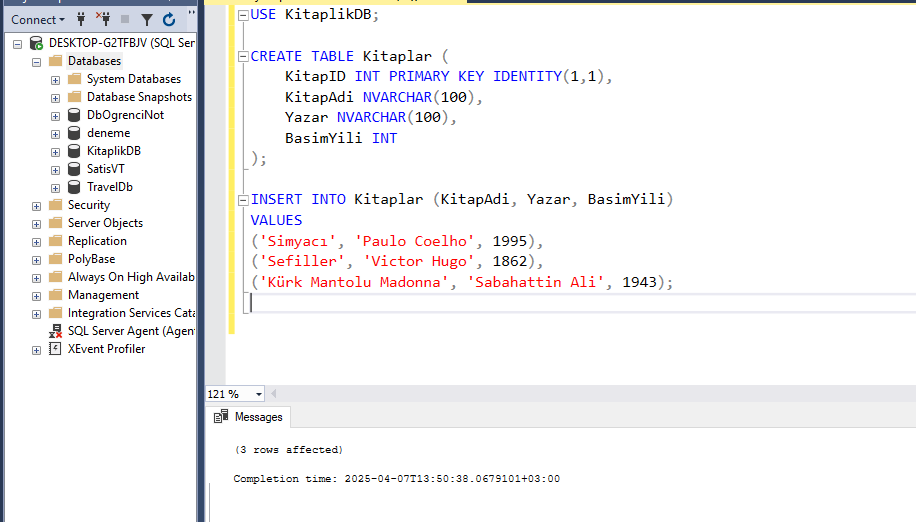 Connect
DESKTOP-G2TFBJV (SQL Ser
Databases
System Databases
Database Snapshots
DbOgrenciNot
deneme
KitaplikDB
SatisVT
TravelDb
Security
Server Objects
Replication
PolyBase
Always On High Availab
Management
Integration Services Cata
SQL Server Agent (Agen
XEvent Profiler
USE KitaplikDB;
CREATE TABLE Kitaplar (
KitapID INT PRIMARY KEY IDENTITY(1,1),
KitapAdi NVARCHAR(100),
Yazar NVARCHAR(100),
BasimYili INT
);
INSERT INTO Kitaplar (KitapAdi, Yazar, BasimYili)
VALUES
('Simyacı', 'Paulo Coelho', 1995),
('Sefiller', 'Victor Hugo', 1862),
('Kürk Mantolu Madonna', 'Sabahattin Ali', 1943);
121 %
Messages
(3 rows affected)
Completion time: 2025-04-07T13:50:38.0679101+03:00